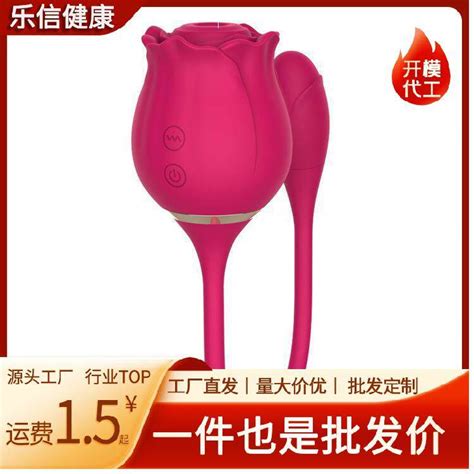 乐信健康
开模
代工
源头工厂 行业TOP
工厂直发｜量大价优｜批发定制
运费1.5￥起
一件也是批发价